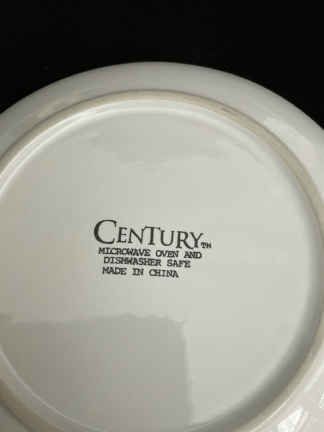 CENTURY™
MICROWAVE OVEN AND
DISHWASHER SAFE
MADE IN CHINA